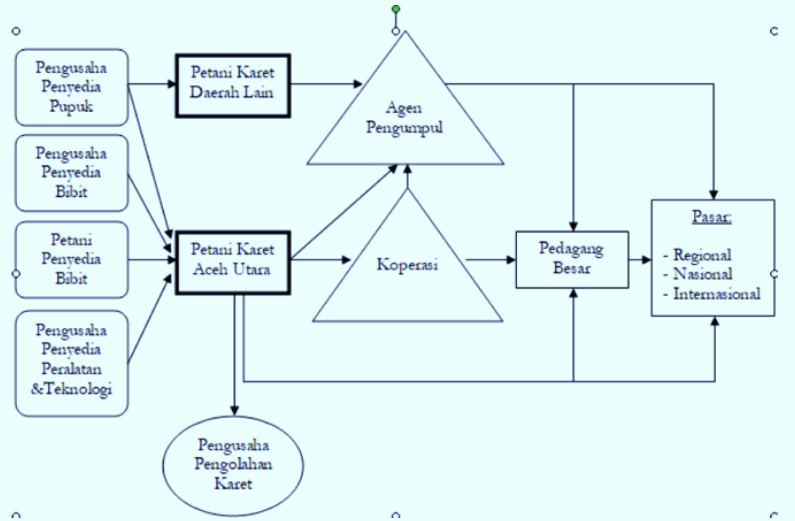 Pengusaha
Penyedia
Pupuk
Petani Karet
Daerah Lain
Agen
Pengumpul
Pengusaha
Penyedia
Bibit
Petani
Penyedia
Bibit
Petani Karet
Aceh Utara
Koperasi
Pedagang
Besar
Pasar:
- Regional
- Nasional
- Internasional
Pengusaha
Penyedia
Peralatan
&Teknologi
Pengusaha
Pengolahan
Karet